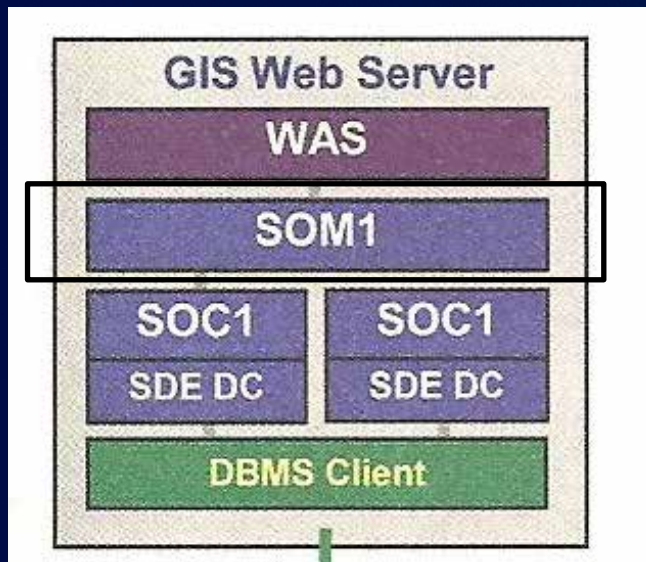 GIS Web Server
WAS
SOM1
SOC1 SOC1
SDE DC SDE DC
DBMS Client